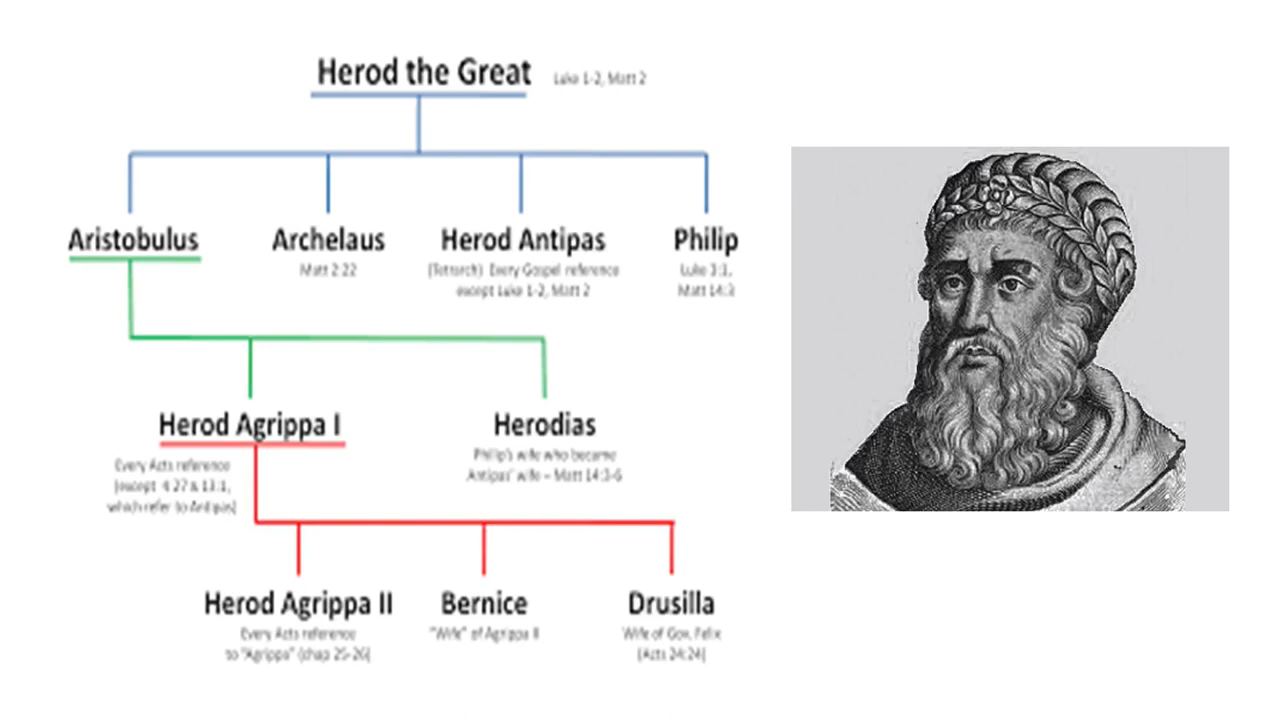 Herod the Great
Luke 1-2, Matt 2
Aristobulus
Archelaus
Matt 2:22
Herod Antipas
(Tetrarch) Every Gospel reference
except Luke 1-2, Matt 2
Philip
Luke 3:1,
Matt 14:3
Herod Agrippa I
Every Acts reference
(except 4:27 & 13:1,
which refer to Antipas)
Herodias
Philip's wife who became
Antipas' wife – Matt 14:3-6
Herod Agrippa II
Every Acts reference
to "Agrippa" (chap 25-26)
Bernice
"Wife" of Agrippa II
Drusilla
Wife of Gov. Felix
(Acts 24:24)